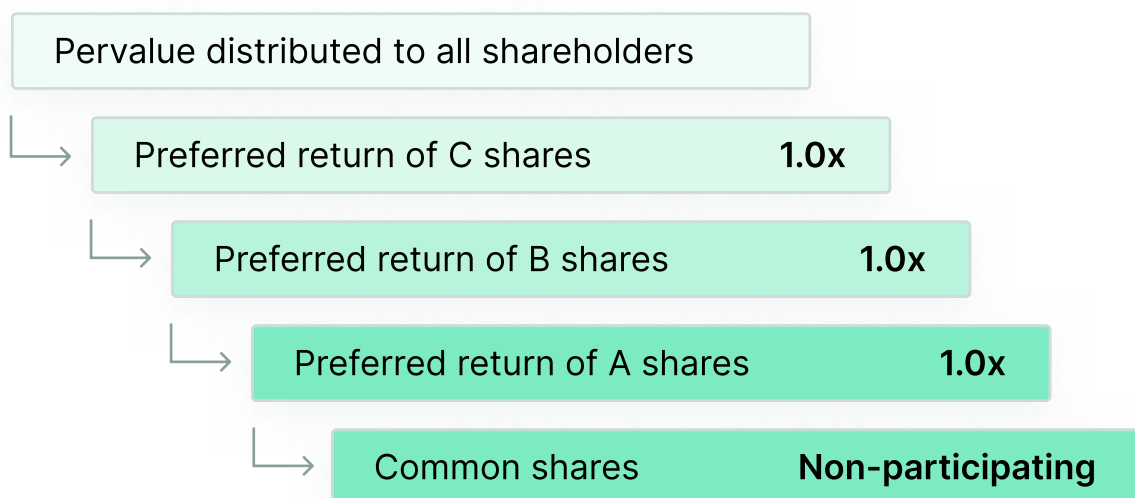 Pervalue distributed to all shareholders
Preferred return of C shares 1.0x
Preferred return of B shares 1.0x
Preferred return of A shares 1.0x
Common shares Non-participating